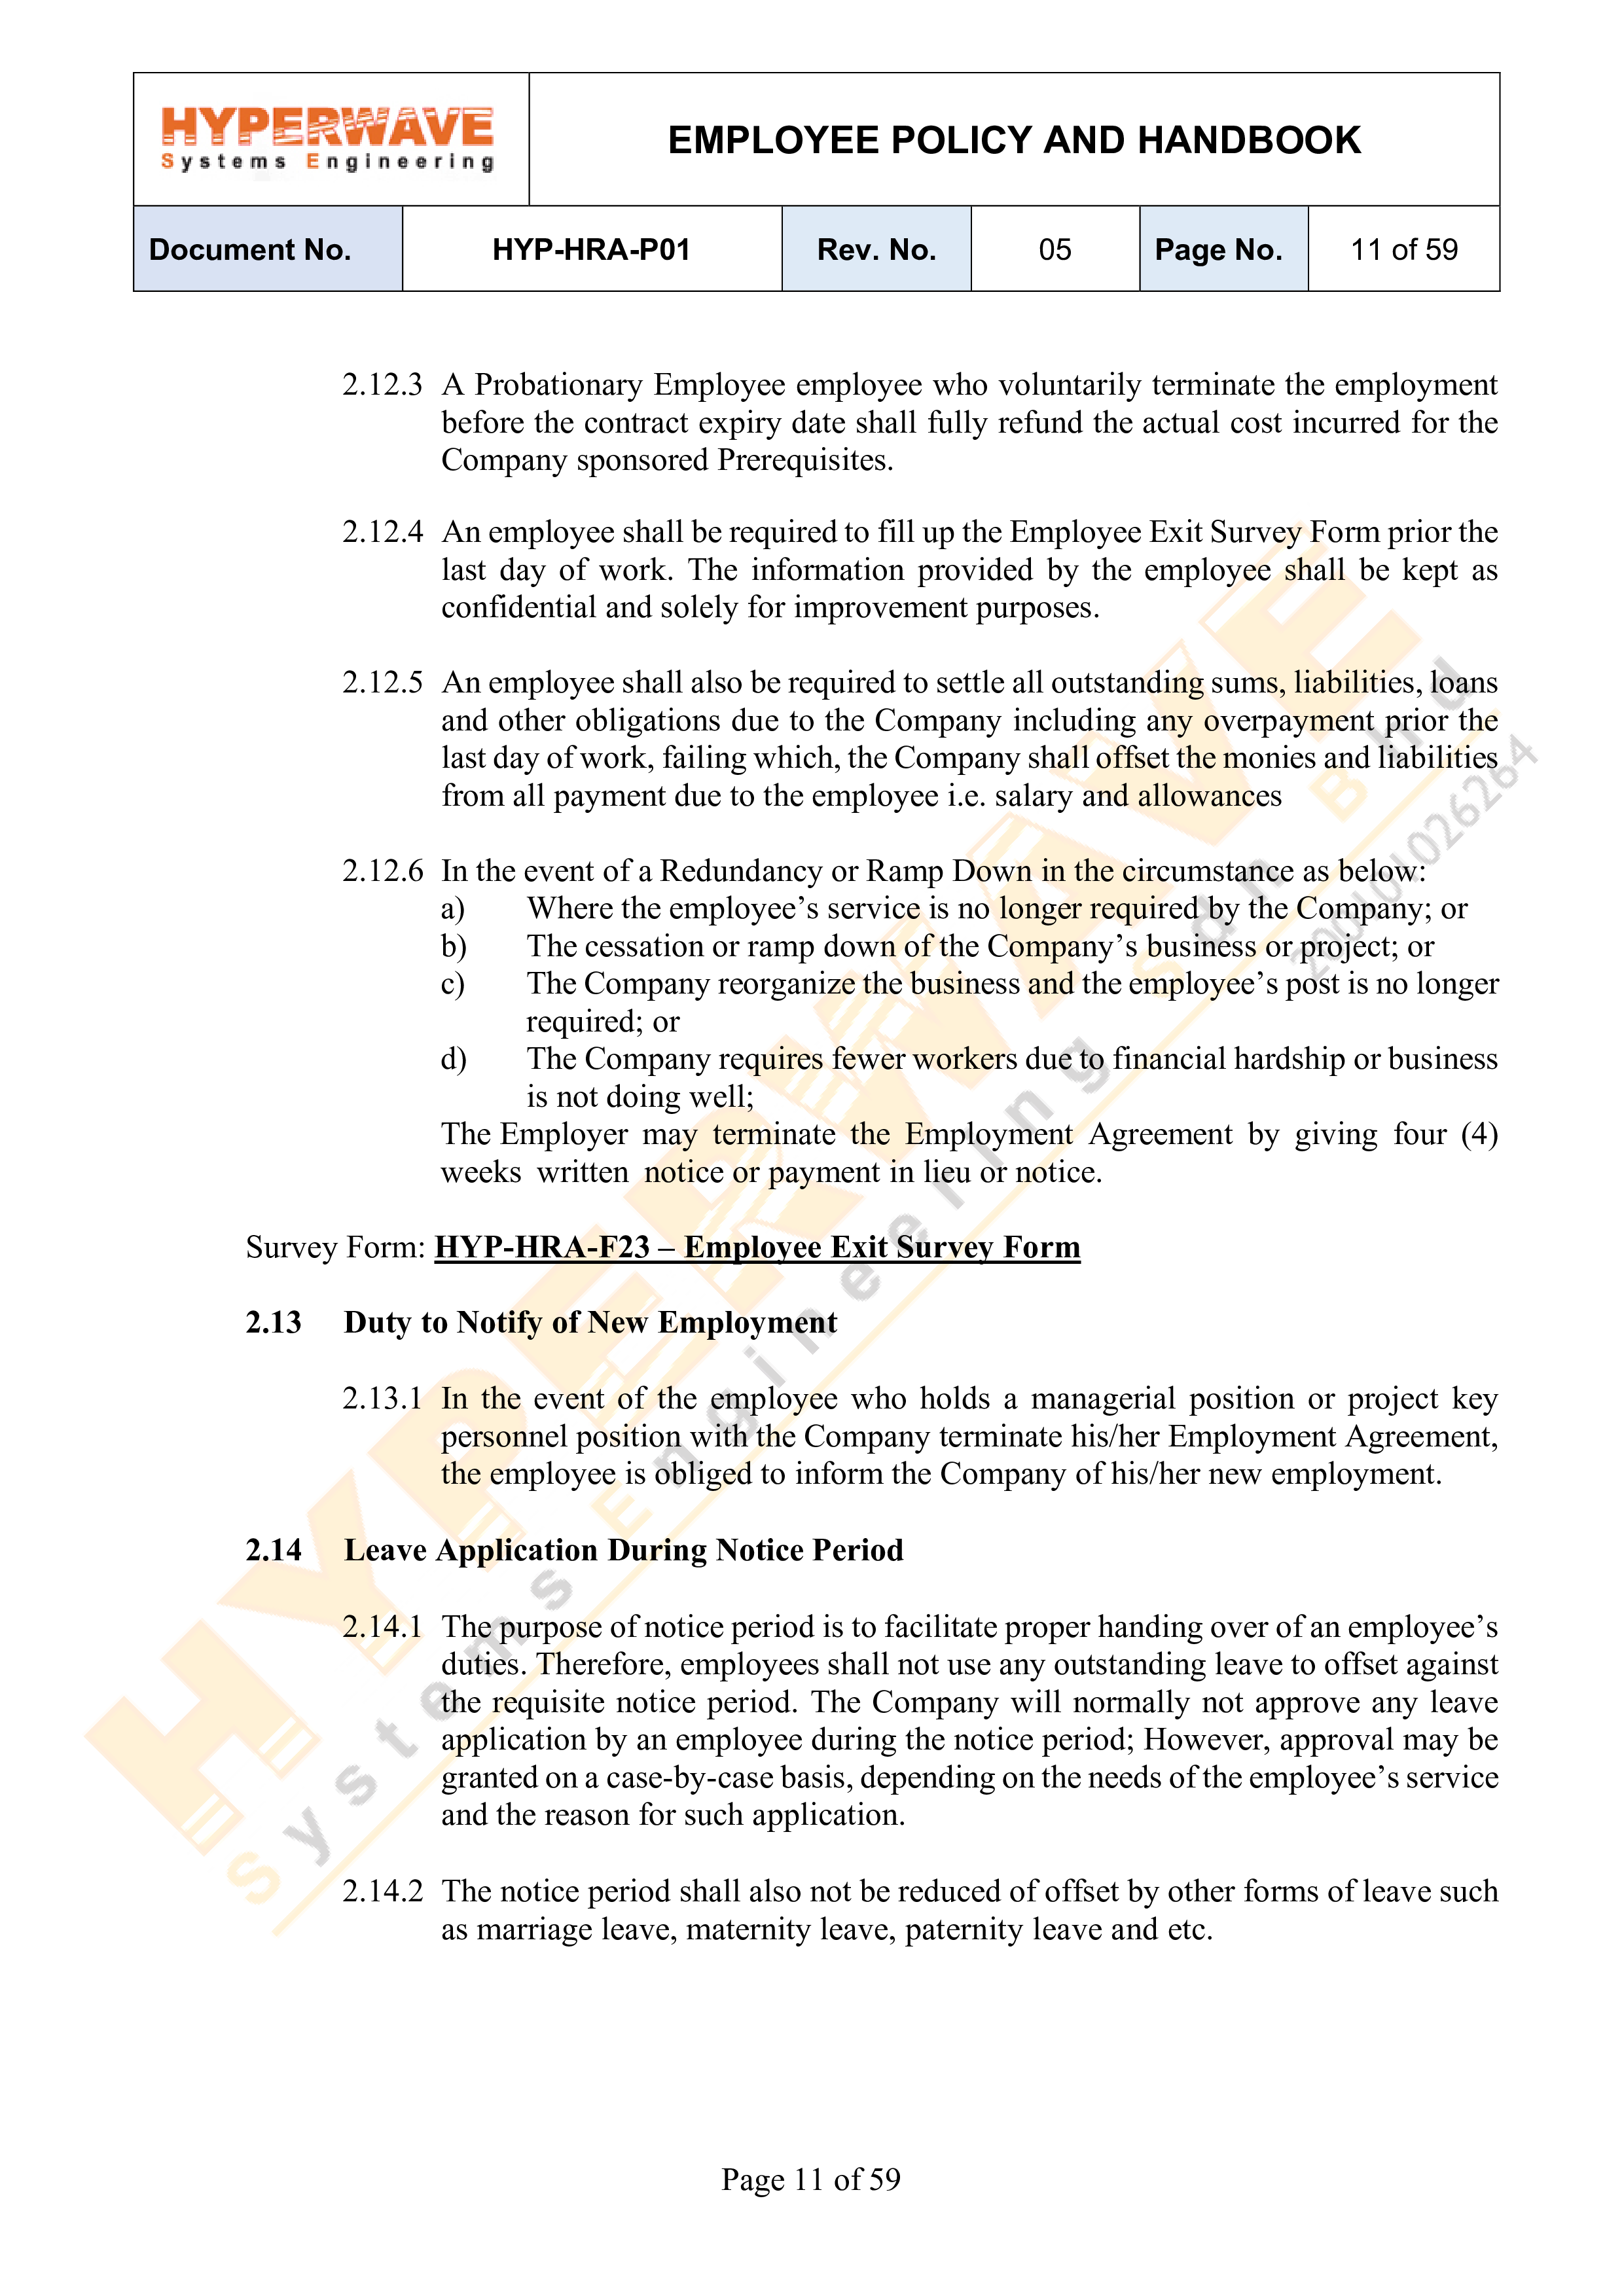 HYPERWAVE
Systems Engineering
EMPLOYEE POLICY AND HANDBOOK
Document No. HYP-HRA-P01 Rev. No. 05 Page No. 11 of 59
2.12.3 A Probationary Employee employee who voluntarily terminate the employment
before the contract expiry date shall fully refund the actual cost incurred for the
Company sponsored Prerequisites.
2.12.4 An employee shall be required to fill up the Employee Exit Survey Form prior the
last day of work. The information provided by the employee shall be kept as
confidential and solely for improvement purposes.
2.12.5 An employee shall also be required to settle all outstanding sums, liabilities, loans
and other obligations due to the Company including any overpayment prior the
last day of work, failing which, the Company shall offset the monies and liabilities
from all payment due to the employee i.e. salary and allowances
2.12.6 In the event of a Redundancy or Ramp Down in the circumstance as below:
a) Where the employee’s service is no longer required by the Company; or
b) The cessation or ramp down of the Company’s business or project; or
c) The Company reorganize the business and the employee’s post is no longer
required; or
d) The Company requires fewer workers due to financial hardship or business
is not doing well;
The Employer may terminate the Employment Agreement by giving four (4)
weeks written notice or payment in lieu or notice.
Survey Form: HYP-HRA-F23 – Employee Exit Survey Form
2.13 Duty to Notify of New Employment
2.13.1 In the event of the employee who holds a managerial position or project key
personnel position with the Company terminate his/her Employment Agreement,
the employee is obliged to inform the Company of his/her new employment.
2.14 Leave Application During Notice Period
2.14.1 The purpose of notice period is to facilitate proper handing over of an employee’s
duties. Therefore, employees shall not use any outstanding leave to offset against
the requisite notice period. The Company will normally not approve any leave
application by an employee during the notice period; However, approval may be
granted on a case-by-case basis, depending on the needs of the employee’s service
and the reason for such application.
2.14.2 The notice period shall also not be reduced of offset by other forms of leave such
as marriage leave, maternity leave, paternity leave and etc.
HYPERWAVE
Systems Engineering Sdn Bhd
200101026264
Page 11 of 59